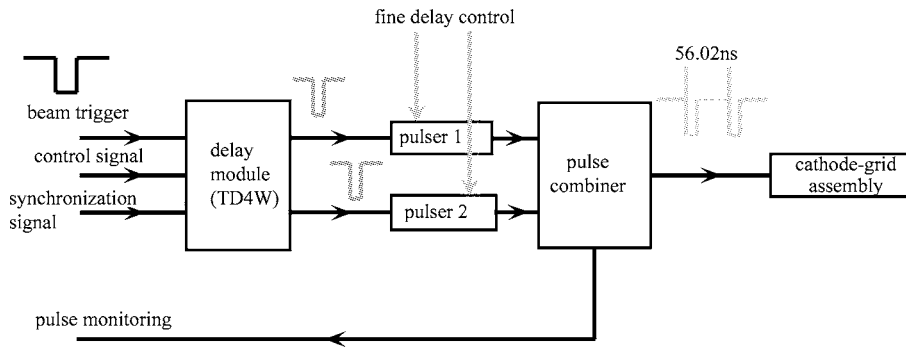 fine delay control
56.02ns
beam trigger
control signal
synchronization
signal
delay
module
(TD4W)
pulser 1
pulser 2
pulse
combiner
cathode-grid
assembly
pulse monitoring